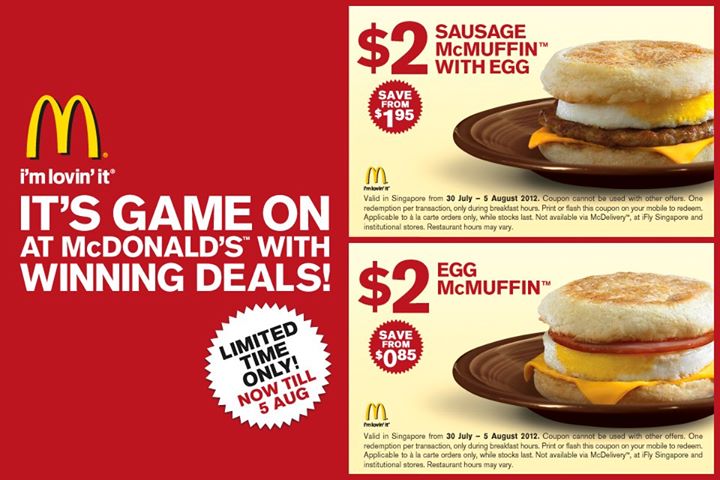 M
i'm lovin' it®
IT'S GAME ON
AT McDONALD'S™ WITH
WINNING DEALS!
LIMITED
TIME
ONLY!
NOW TILL
5 AUG
$2
SAUSAGE
McMUFFIN™
WITH EGG
SAVE
FROM
$1.95
i'm lovin' it®
Valid in Singapore from 30 July – 5 August 2012. Coupon cannot be used with other offers. One
redemption per transaction, only during breakfast hours. Print or flash this coupon on your mobile to redeem.
Applicable to à la carte orders only, while stocks last. Not available via McDelivery™, at iFly Singapore and
institutional stores. Restaurant hours may vary.
$2
EGG
McMUFFIN™
SAVE
FROM
$0.85
i'm lovin' it®
Valid in Singapore from 30 July – 5 August 2012. Coupon cannot be used with other offers. One
redemption per transaction, only during breakfast hours. Print or flash this coupon on your mobile to redeem.
Applicable to à la carte orders only, while stocks last. Not available via McDelivery™, at iFly Singapore and
institutional stores. Restaurant hours may vary.